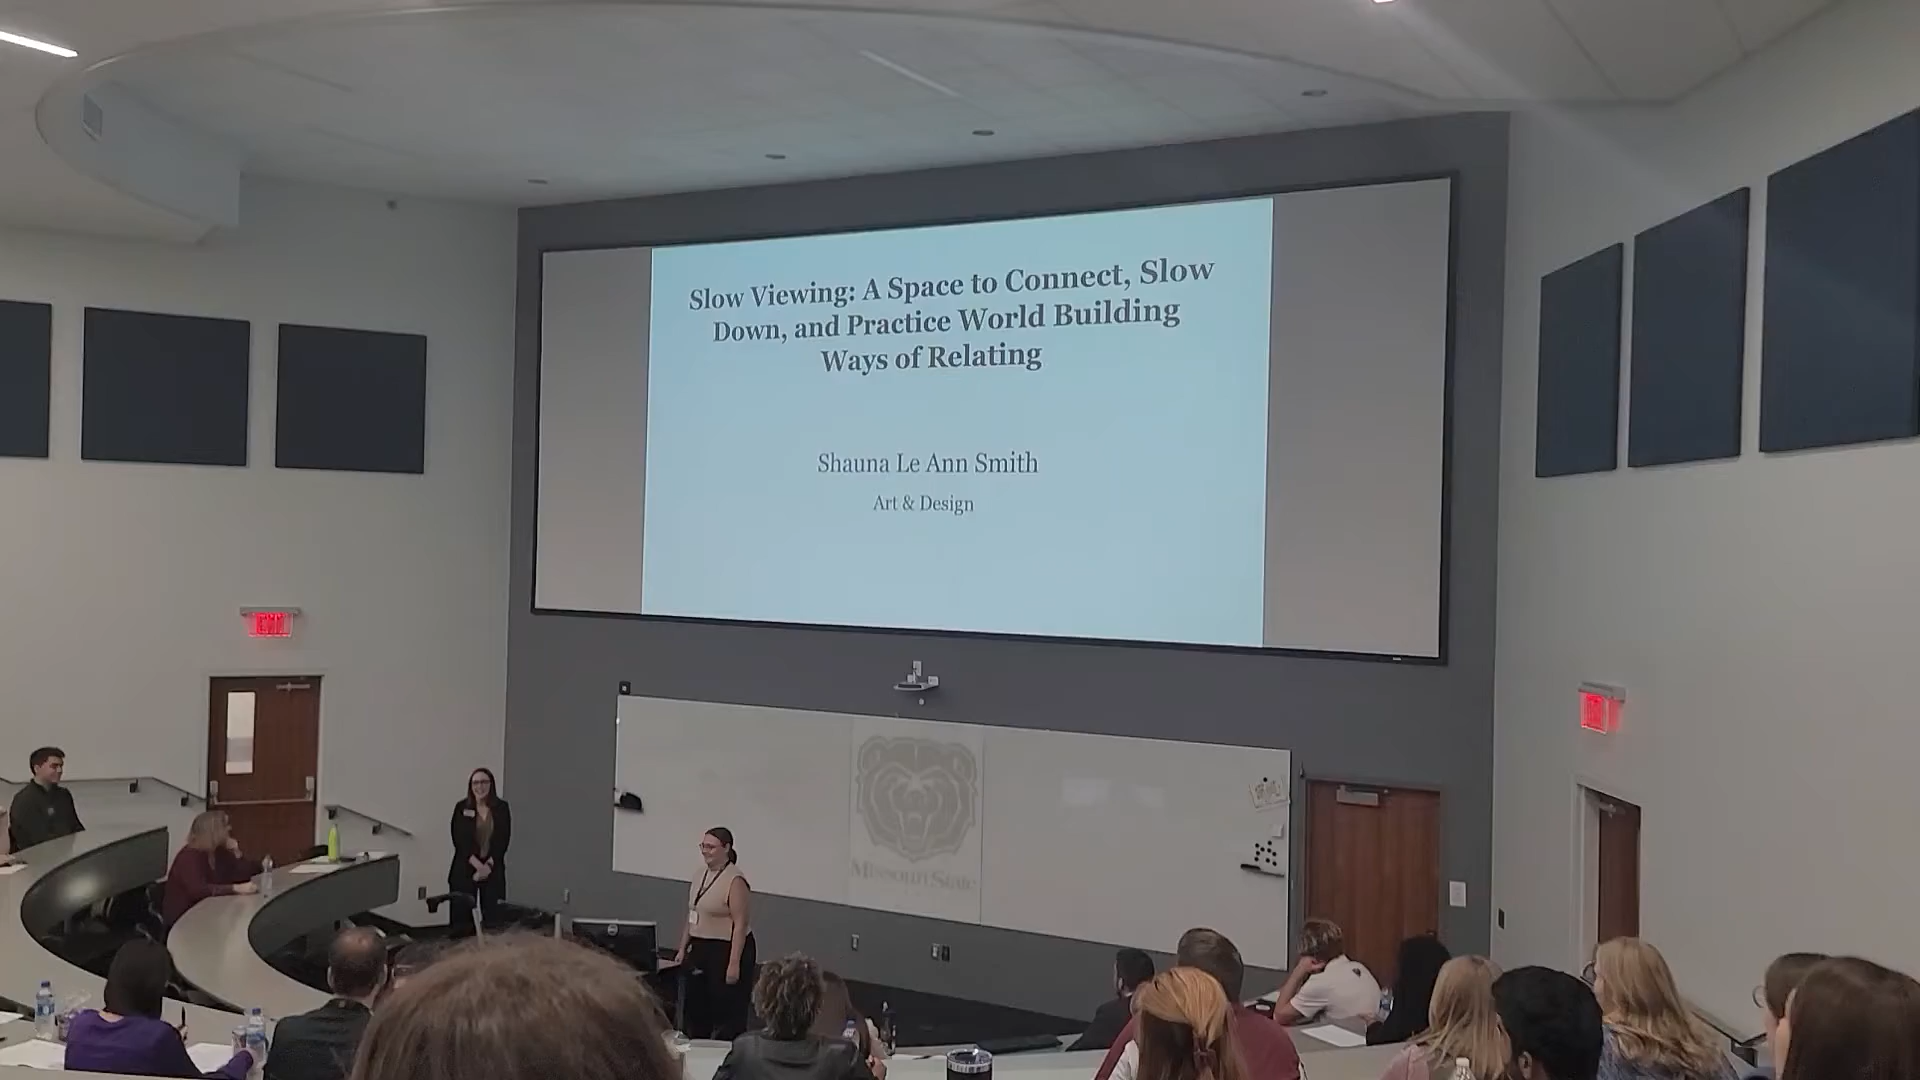 Slow Viewing: A Space to Connect, Slow
Down, and Practice World Building
Ways of Relating
Shauna Le Ann Smith
Art & Design
EXIT
Missouri State